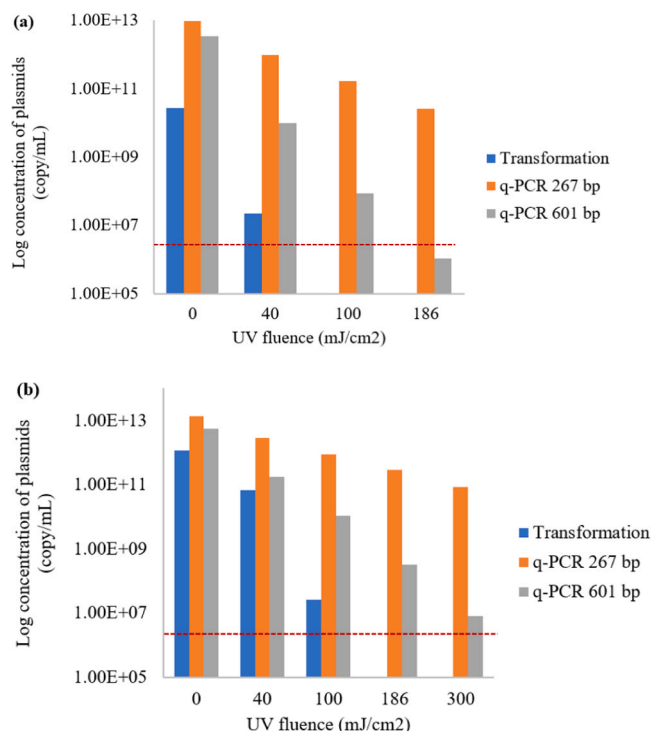 (a)
Log concentration of plasmids
(copy/mL)
1.00E+13
1.00E+11
1.00E+09
1.00E+07
1.00E+05
0 40 100 186
UV fluence (mJ/cm2)
Transformation
q-PCR 267 bp
q-PCR 601 bp
(b)
Log concentration of plasmids
(copy/mL)
1.00E+13
1.00E+11
1.00E+09
1.00E+07
1.00E+05
0 40 100 186 300
UV fluence (mJ/cm2)
Transformation
q-PCR 267 bp
q-PCR 601 bp